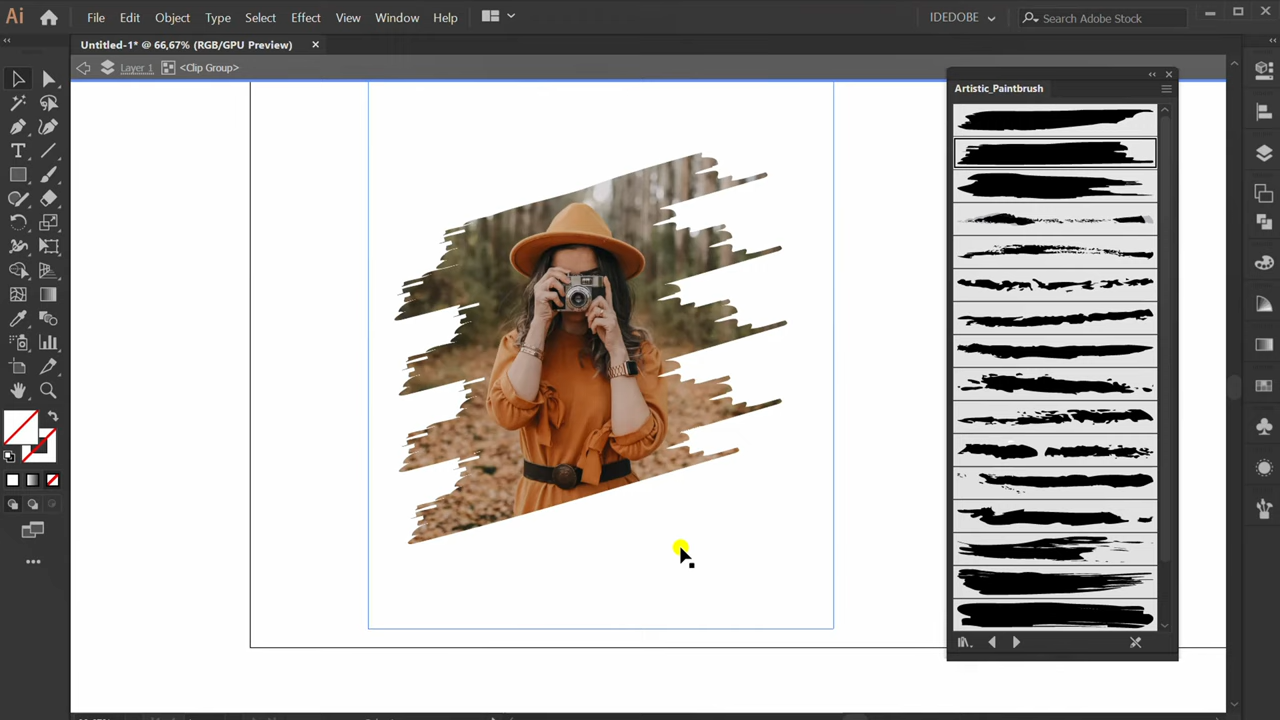 Ai File Edit Object Type Select Effect View Window Help IDEDOBE Search Adobe Stock
Untitled-1* @ 66,67% (RGB/GPU Preview)
Layer 1 <Clip Group>
Artistic_Paintbrush